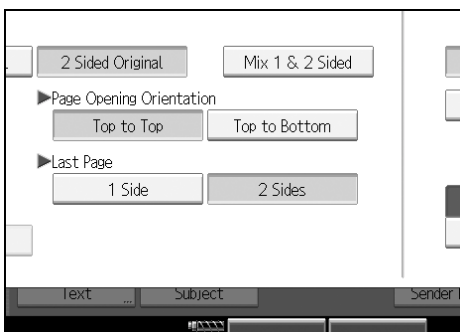 2 Sided Original Mix 1 & 2 Sided
▶Page Opening Orientation
Top to Top Top to Bottom
▶Last Page
1 Side 2 Sides
Text ... Subject Sender